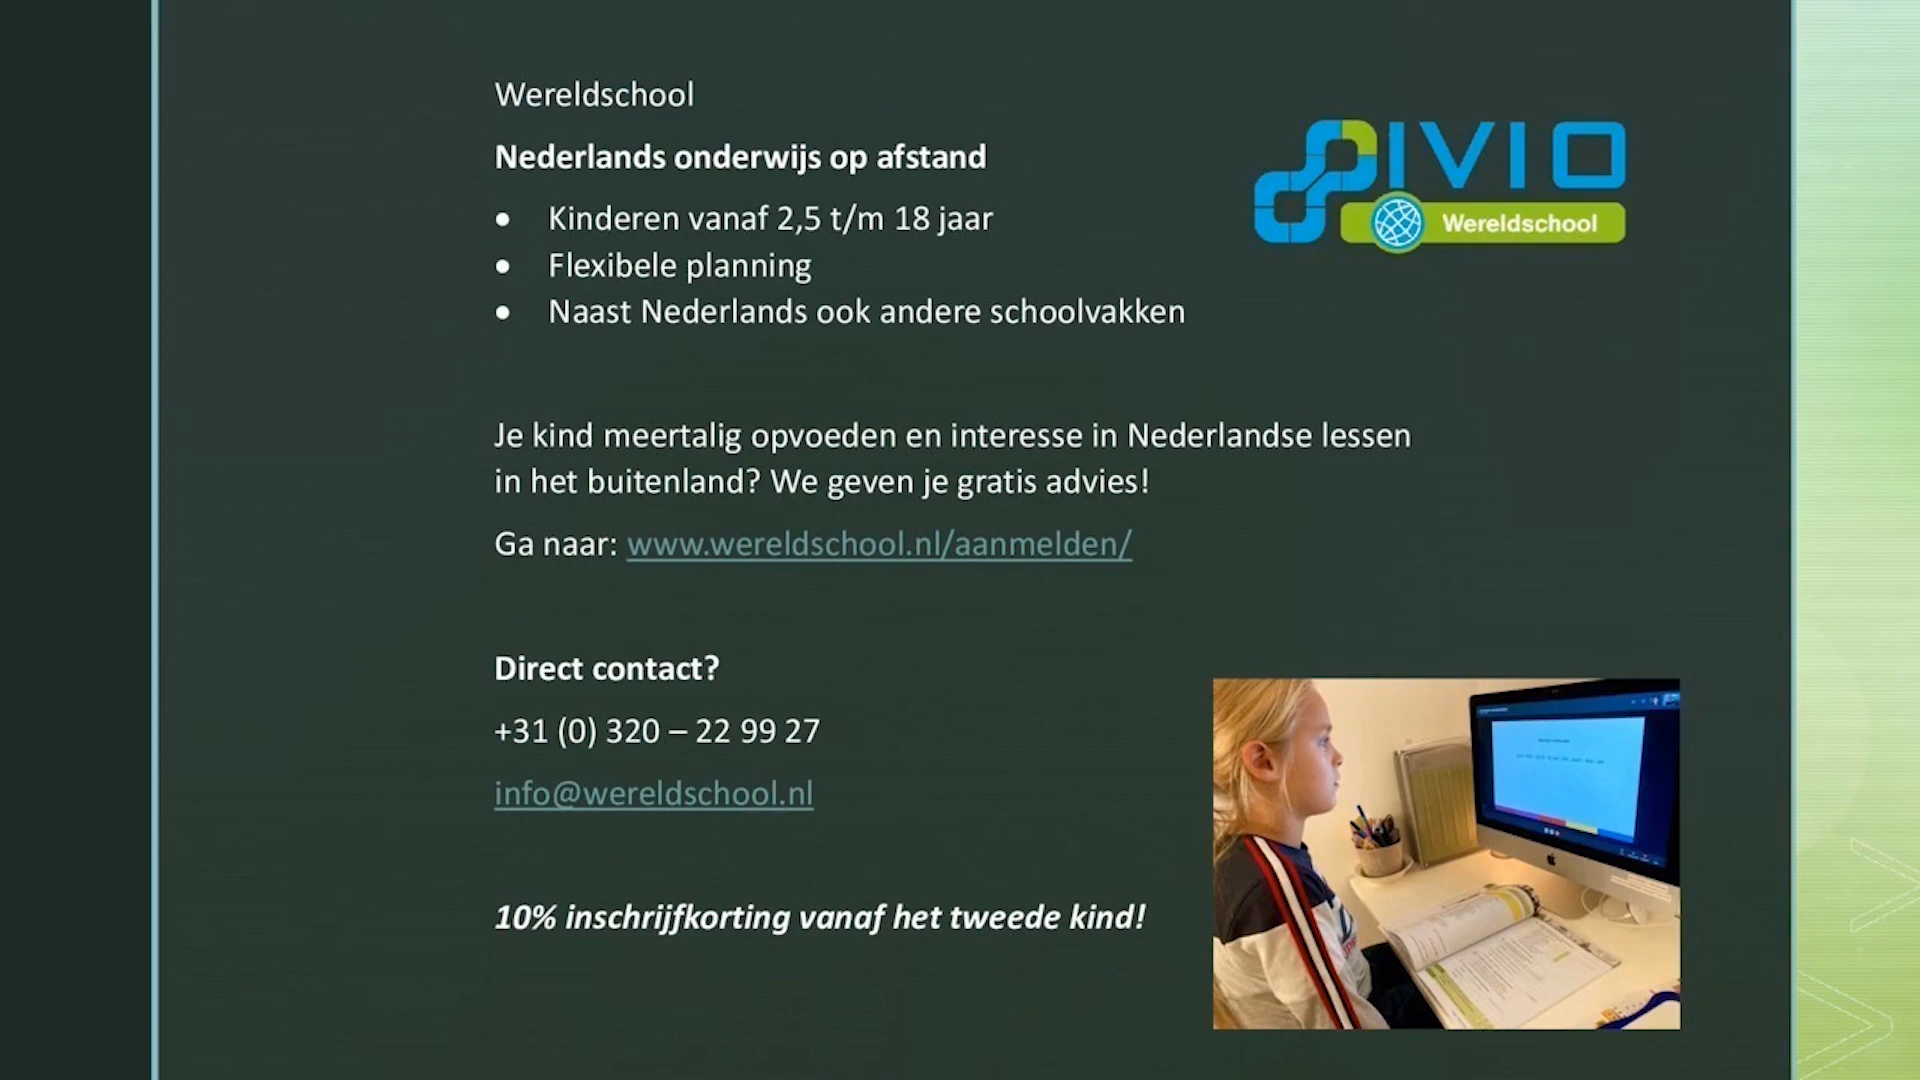 Wereldschool
Nederlands onderwijs op afstand
• Kinderen vanaf 2,5 t/m 18 jaar
• Flexibele planning
• Naast Nederlands ook andere schoolvakken
IVIO
Wereldschool
Je kind meertalig opvoeden en interesse in Nederlandse lessen
in het buitenland? We geven je gratis advies!
Ga naar: www.wereldschool.nl/aanmelden/
Direct contact?
+31 (0) 320 – 22 99 27
info@wereldschool.nl
10% inschrijfkorting vanaf het tweede kind!